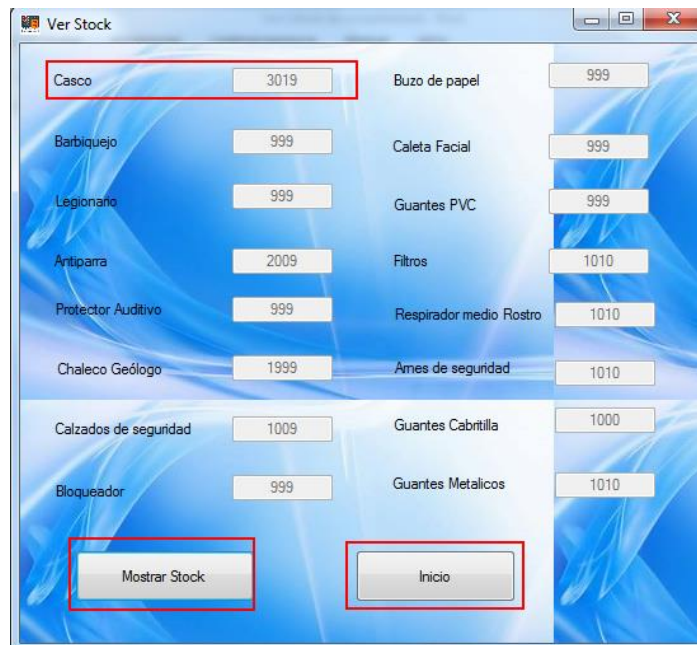 Ver Stock
Casco 3019 Buzo de papel 999
Barbiquejo 999 Caleta Facial 999
Legionario 999 Guantes PVC 999
Antiparra 2009 Filtros 1010
Protector Auditivo 999 Respirador medio Rostro 1010
Chaleco Geólogo 1999 Arnes de seguridad 1010
Calzados de seguridad 1009 Guantes Cabritilla 1000
Bloqueador 999 Guantes Metalicos 1010
Mostrar Stock Inicio